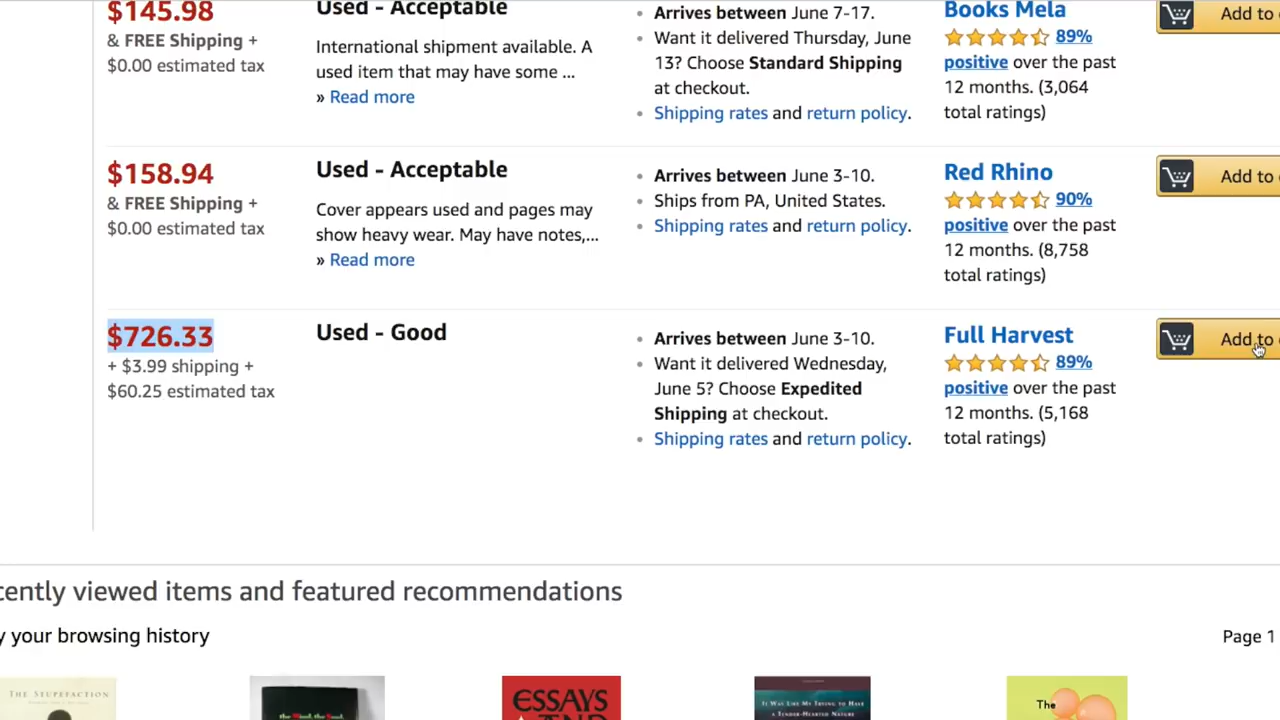 $145.98
& FREE Shipping +
$0.00 estimated tax
Used - Acceptable
International shipment available. A
used item that may have some ...
» Read more
• Arrives between June 7-17.
• Want it delivered Thursday, June
13? Choose Standard Shipping
at checkout.
• Shipping rates and return policy.
Books Mela
89%
positive over the past
12 months. (3,064
total ratings)
Add to
$158.94
& FREE Shipping +
$0.00 estimated tax
Used - Acceptable
Cover appears used and pages may
show heavy wear. May have notes,...
» Read more
• Arrives between June 3-10.
• Ships from PA, United States.
• Shipping rates and return policy.
Red Rhino
90%
positive over the past
12 months. (8,758
total ratings)
Add to
$726.33
+ $3.99 shipping +
$60.25 estimated tax
Used - Good
• Arrives between June 3-10.
• Want it delivered Wednesday,
June 5? Choose Expedited
Shipping at checkout.
• Shipping rates and return policy.
Full Harvest
89%
positive over the past
12 months. (5,168
total ratings)
Add to
cently viewed items and featured recommendations
y your browsing history
Page 1
THE STUPEFACTION
ESSAYS
AND
IT WAS LIKE MY TRYING TO HAVE
A TENDER-HEARTED NATURE
The